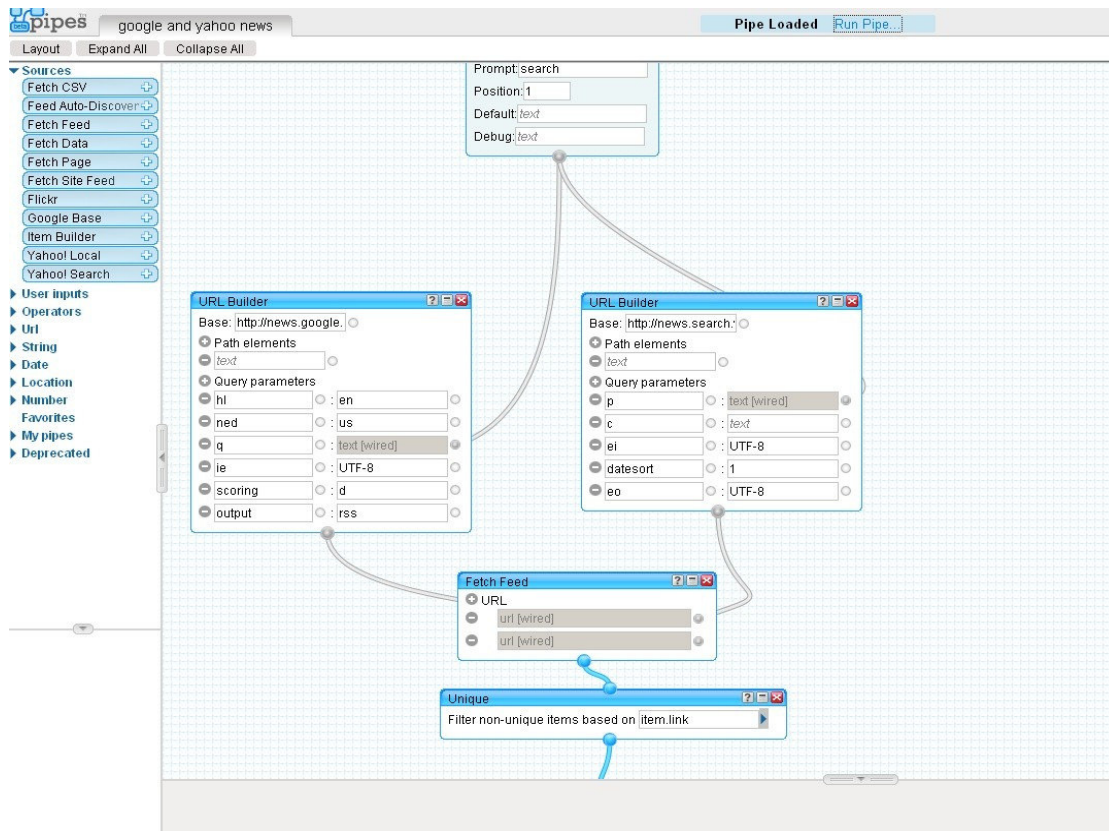 pipes
beta
google and yahoo news
Pipe Loaded Run Pipe...
Layout Expand All Collapse All
Sources
Fetch CSV
Feed Auto-Discover
Fetch Feed
Fetch Data
Fetch Page
Fetch Site Feed
Flickr
Google Base
Item Builder
Yahoo! Local
Yahoo! Search
User inputs
Operators
Url
String
Date
Location
Number
Favorites
My pipes
Deprecated
Prompt: search
Position: 1
Default: text
Debug: text
URL Builder
Base: http://news.google.
Path elements
text
Query parameters
hl : en
ned : us
q : text [wired]
ie : UTF-8
scoring : d
output : rss
URL Builder
Base: http://news.search.
Path elements
text
Query parameters
p : text [wired]
c : text
ei : UTF-8
datesort : 1
eo : UTF-8
Fetch Feed
URL
url [wired]
url [wired]
Unique
Filter non-unique items based on item.link